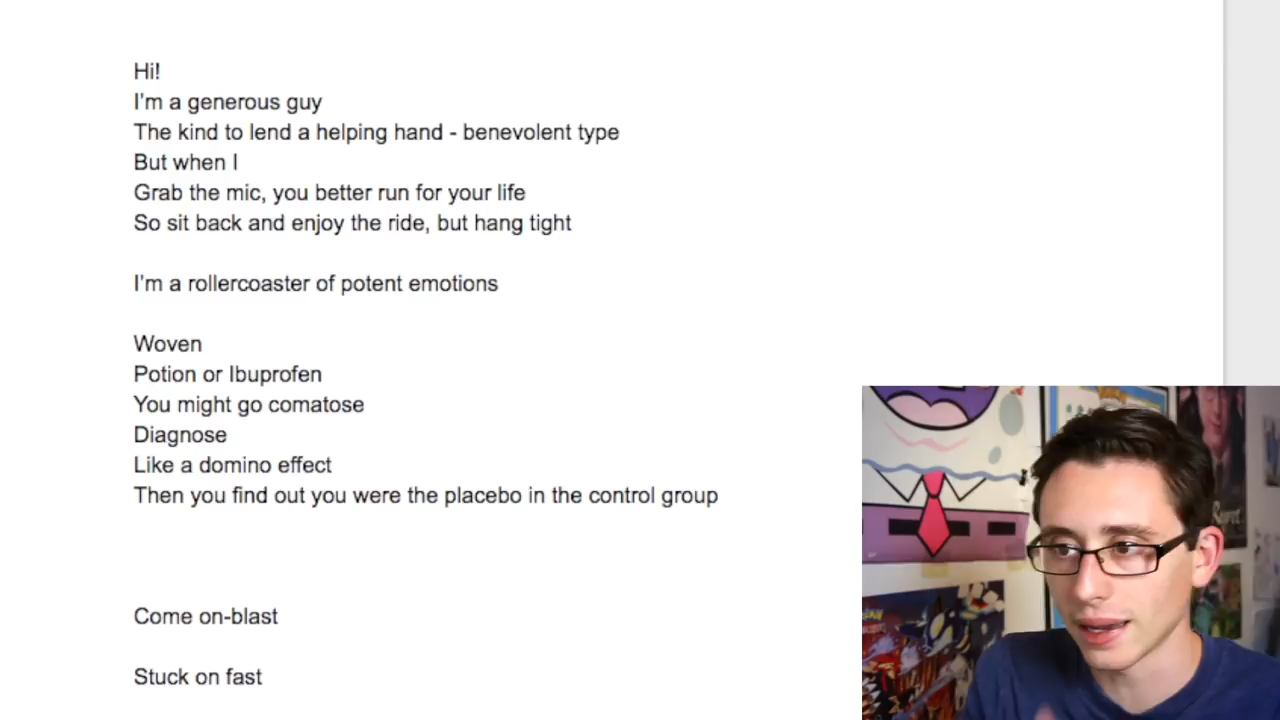 Hi!
I'm a generous guy
The kind to lend a helping hand - benevolent type
But when I
Grab the mic, you better run for your life
So sit back and enjoy the ride, but hang tight
I'm a rollercoaster of potent emotions
Woven
Potion or Ibuprofen
You might go comatose
Diagnose
Like a domino effect
Then you find out you were the placebo in the control group
Come on-blast
Stuck on fast